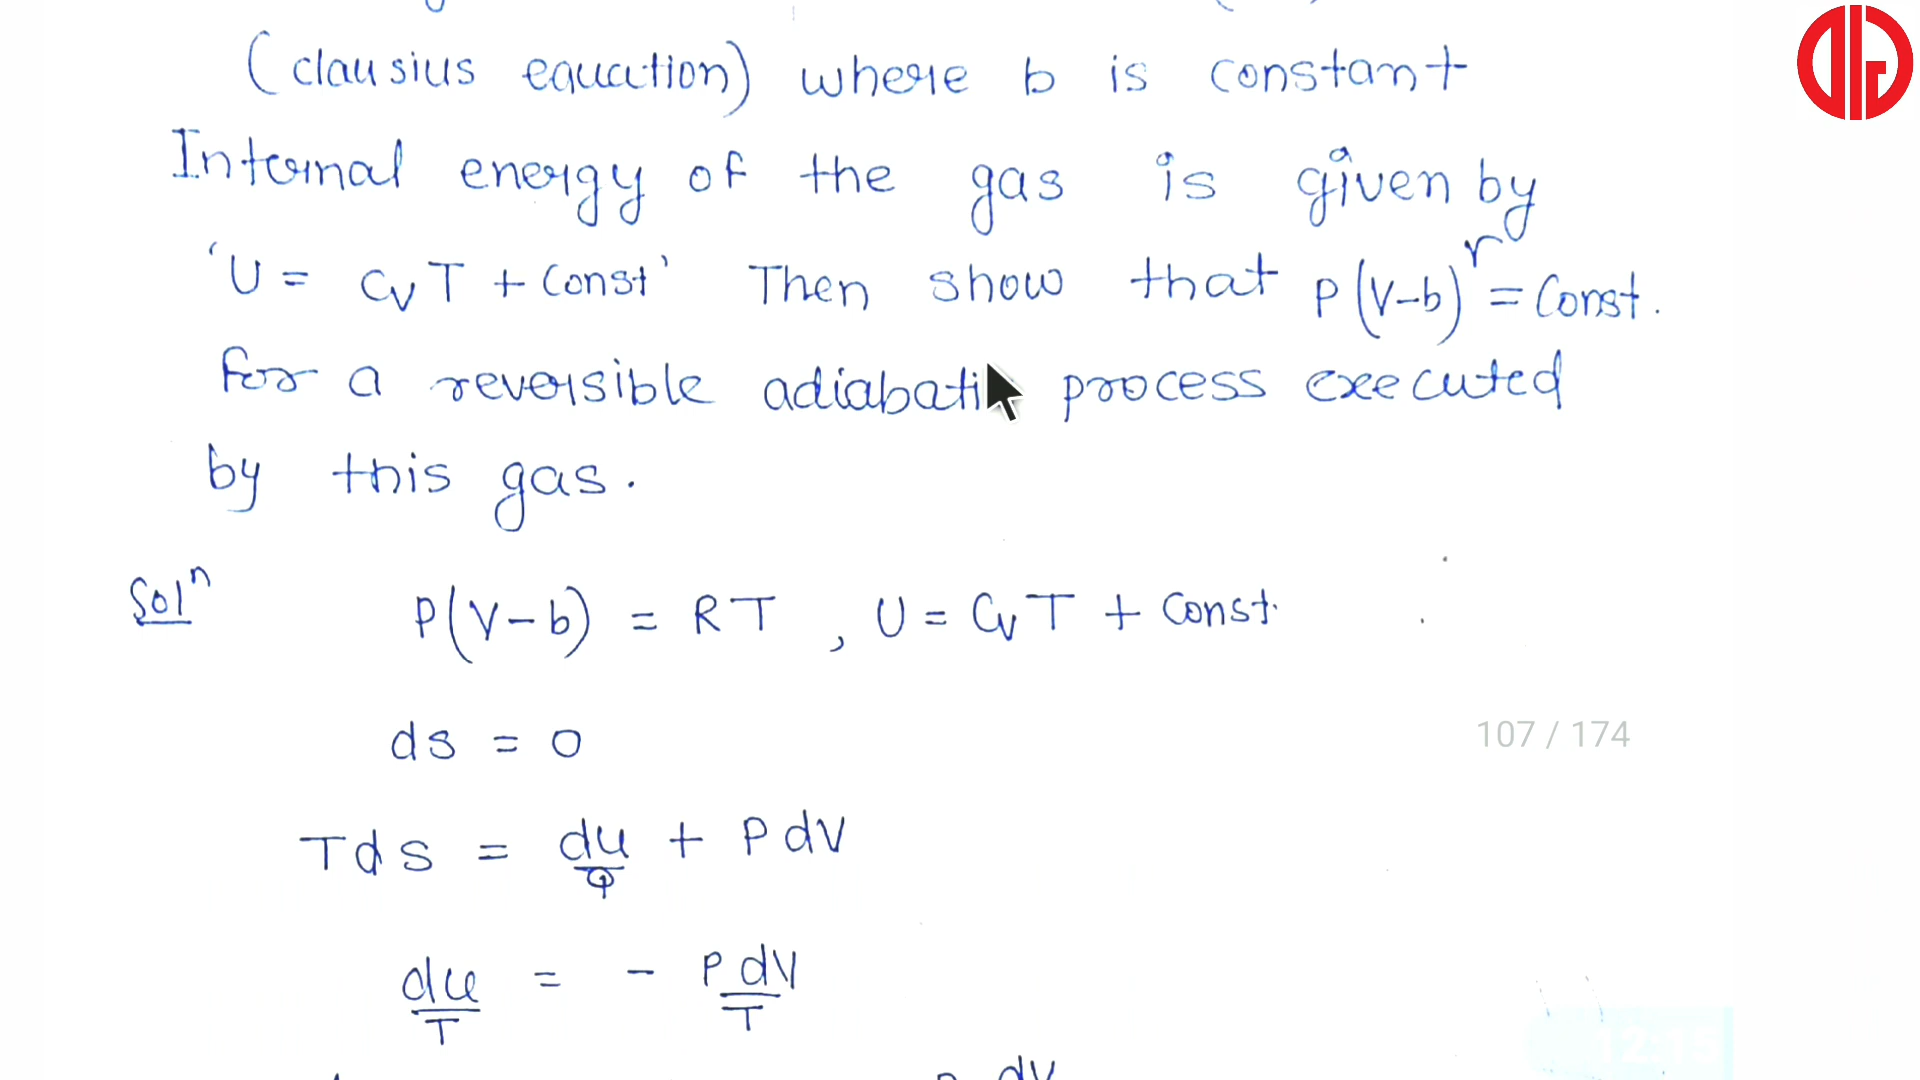 (clausius equation) where b is constant
Internal energy of the gas is given by
'U = CvT + Const' Then show that P(V-b)^r = Const.
for a reversible adiabatic process executed
by this gas.
Solⁿ P(V-b) = RT , U = CvT + Const.
ds = 0
107 / 174
Tds = du + PdV
du/T = - PdV/T
12:15